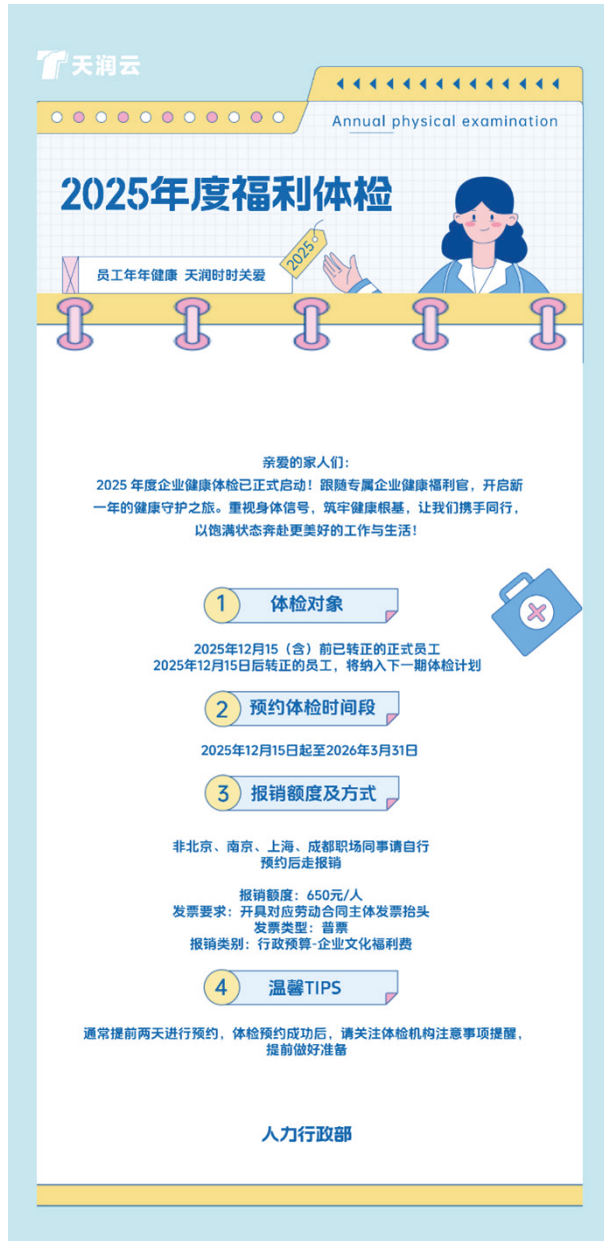 天润云
Annual physical examination
2025年度福利体检
2025
员工年年健康 天润时时关爱
亲爱的家人们：
2025 年度企业健康体检已正式启动！跟随专属企业健康福利官，开启新
一年的健康守护之旅。重视身体信号，筑牢健康根基，让我们携手同行，
以饱满状态奔赴更美好的工作与生活！
1 体检对象
2025年12月15（含）前已转正的正式员工
2025年12月15日后转正的员工，将纳入下一期体检计划
2 预约体检时间段
2025年12月15日起至2026年3月31日
3 报销额度及方式
非北京、南京、上海、成都职场同事请自行
预约后走报销
报销额度：650元/人
发票要求：开具对应劳动合同主体发票抬头
发票类型：普票
报销类别：行政预算-企业文化福利费
4 温馨TIPS
通常提前两天进行预约，体检预约成功后，请关注体检机构注意事项提醒，
提前做好准备
人力行政部